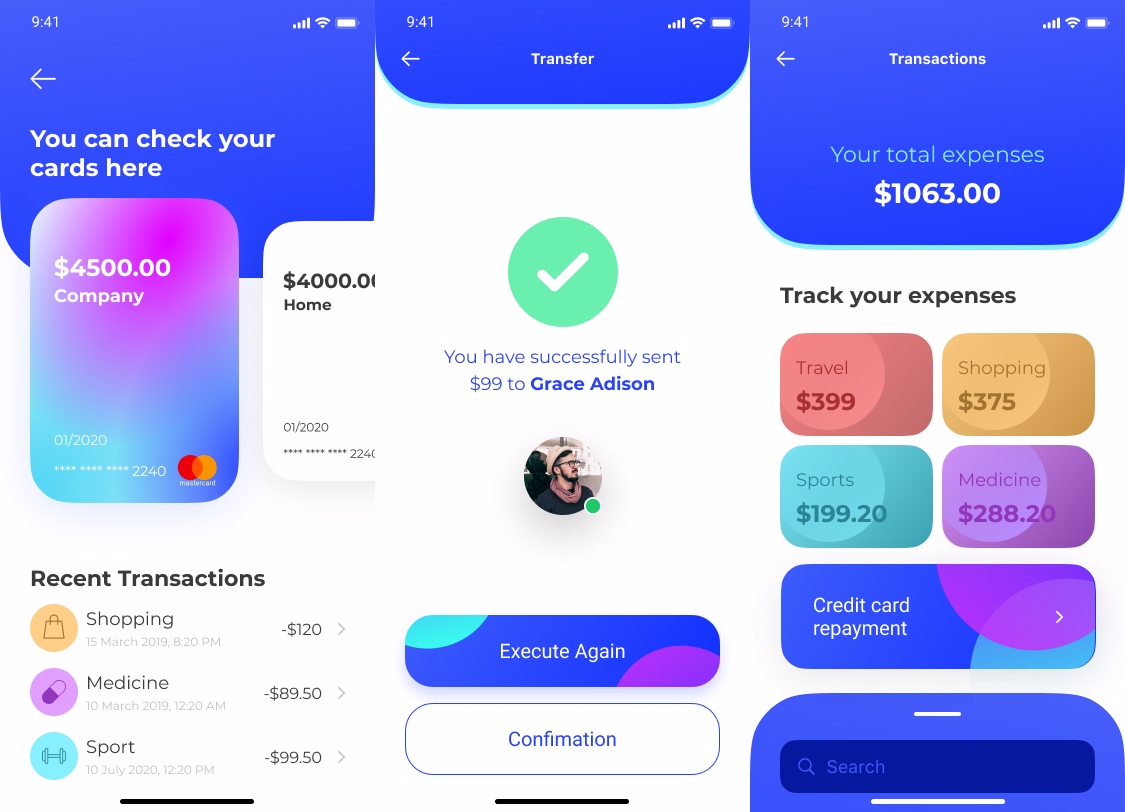 9:41
You can check your
cards here
$4500.00
Company
01/2020
**** **** **** 2240
mastercard
$4000.00
Home
01/2020
**** **** **** 2240
Recent Transactions
Shopping
15 March 2019, 8:20 PM
-$120
Medicine
10 March 2019, 12:20 AM
-$89.50
Sport
10 July 2020, 12:20 PM
-$99.50
9:41
Transfer
You have successfully sent
$99 to Grace Adison
Execute Again
Confimation
9:41
Transactions
Your total expenses
$1063.00
Track your expenses
Travel
$399
Shopping
$375
Sports
$199.20
Medicine
$288.20
Credit card
repayment
Search